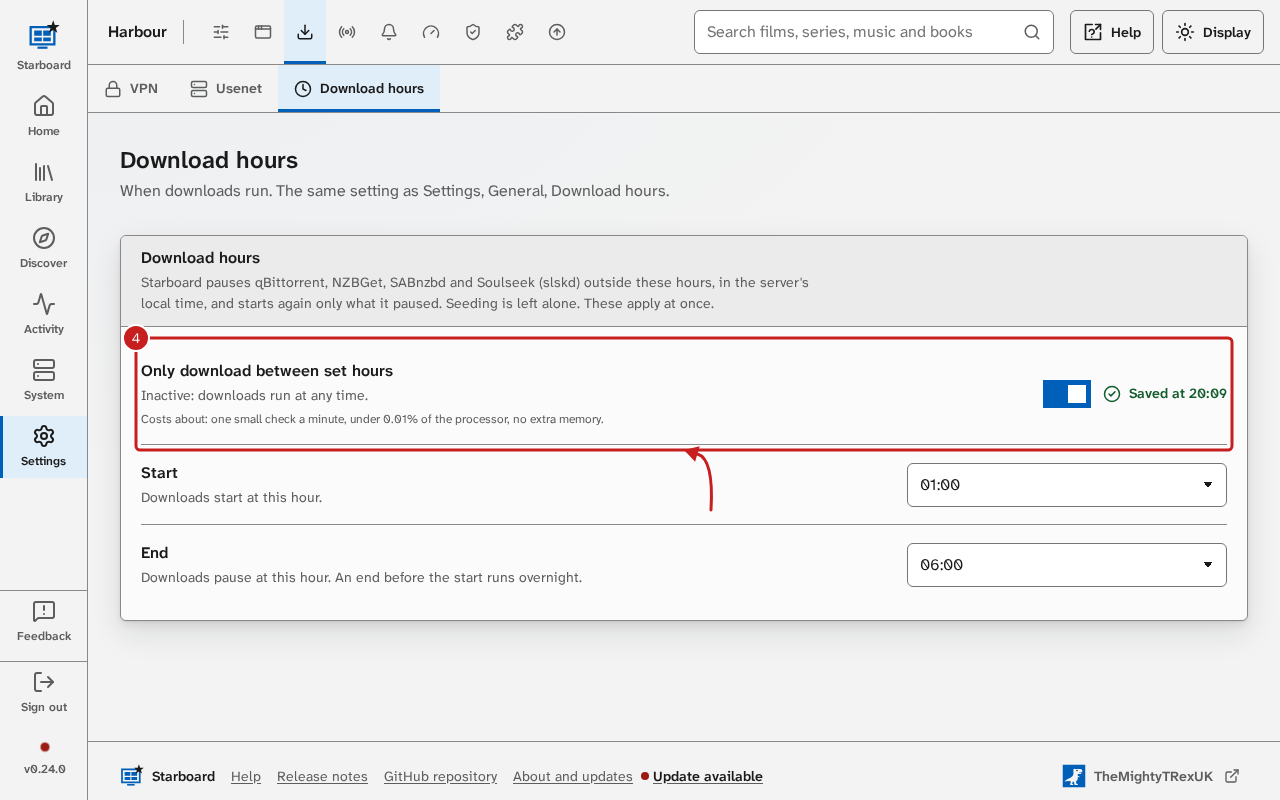 Starboard
Home
Library
Discover
Activity
System
Settings
Feedback
Sign out
v0.24.0
Harbour
Search films, series, music and books
Help
Display
VPN
Usenet
Download hours
Download hours
When downloads run. The same setting as Settings, General, Download hours.
Download hours
Starboard pauses qBittorrent, NZBGet, SABnzbd and Soulseek (slskd) outside these hours, in the server's
local time, and starts again only what it paused. Seeding is left alone. These apply at once.
4
Only download between set hours
Inactive: downloads run at any time.
Costs about: one small check a minute, under 0.01% of the processor, no extra memory.
Saved at 20:09
Start
Downloads start at this hour.
01:00
End
Downloads pause at this hour. An end before the start runs overnight.
06:00
Starboard
Help
Release notes
GitHub repository
About and updates
Update available
TheMightyTRexUK